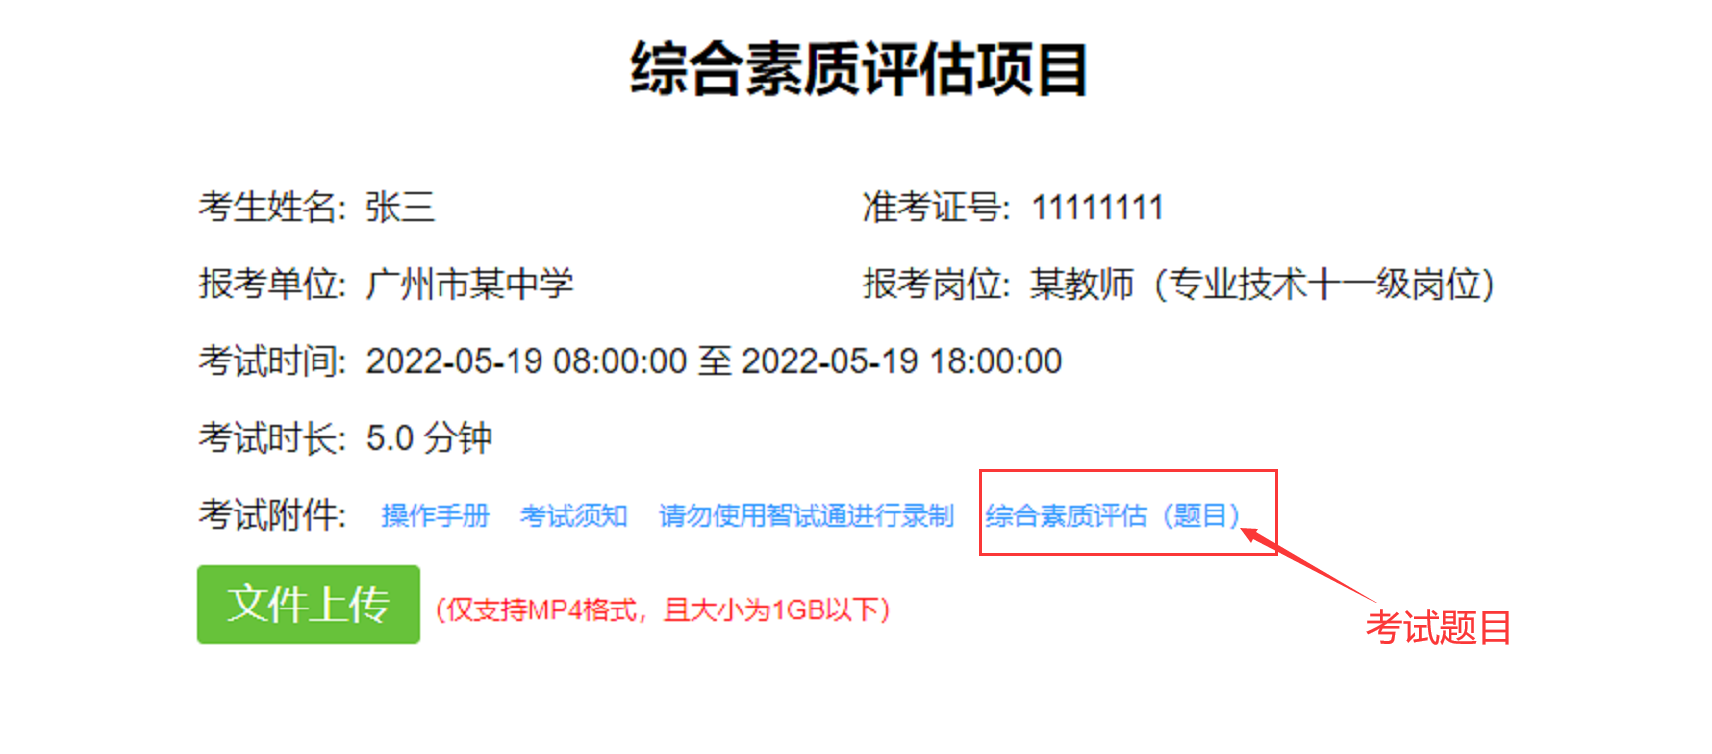 综合素质评估项目
考生姓名: 张三
准考证号: 11111111
报考单位: 广州市某中学
报考岗位: 某教师（专业技术十一级岗位）
考试时间: 2022-05-19 08:00:00 至 2022-05-19 18:00:00
考试时长: 5.0 分钟
考试附件: 操作手册 考试须知 请勿使用智试通进行录制 综合素质评估（题目）
文件上传 （仅支持MP4格式，且大小为1GB以下）
考试题目